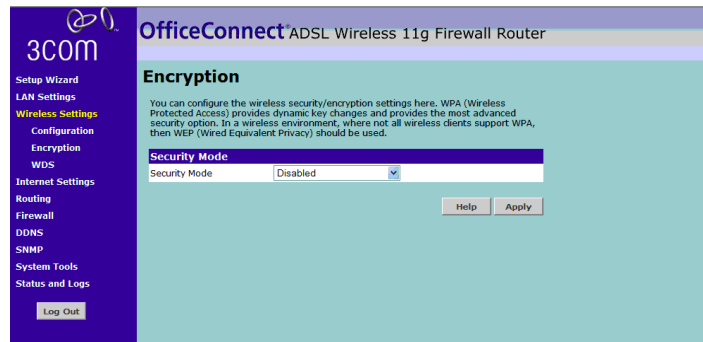 3COM
OfficeConnect® ADSL Wireless 11g Firewall Router
Setup Wizard
LAN Settings
Wireless Settings
Configuration
Encryption
WDS
Internet Settings
Routing
Firewall
DDNS
SNMP
System Tools
Status and Logs
Log Out
Encryption
You can configure the wireless security/encryption settings here. WPA (Wireless
Protected Access) provides dynamic key changes and provides the most advanced
security option. In a wireless environment, where not all wireless clients support WPA,
then WEP (Wired Equivalent Privacy) should be used.
Security Mode
Security Mode Disabled
Help Apply